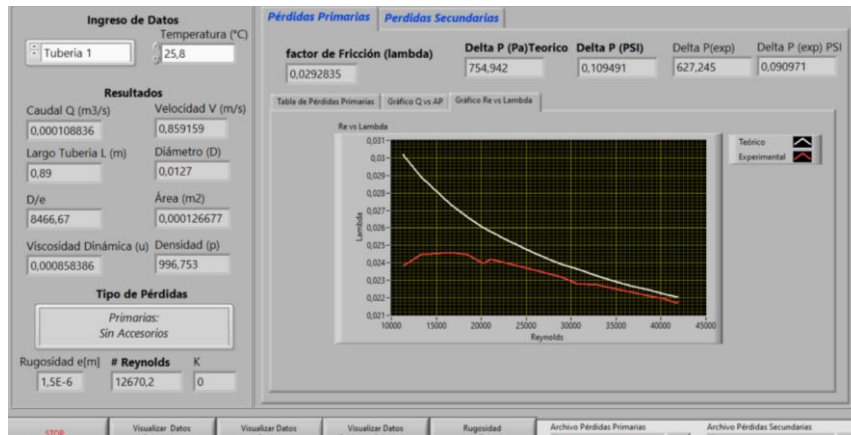 Ingreso de Datos
Temperatura (°C)
Tuberia 1
25,8
Resultados
Caudal Q (m3/s)
Velocidad V (m/s)
0,000108836
0,859159
Largo Tuberia L (m)
Diámetro (D)
0,89
0,0127
D/e
Área (m2)
8466,67
0,000126677
Viscosidad Dinámica (u)
Densidad (p)
0,000858386
996,753
Tipo de Pérdidas
Primarias:
Sin Accesorios
Rugosidad e[m]
# Reynolds
K
1,5E-6
12670,2
0
Pérdidas Primarias
Perdidas Secundarias
factor de Fricción (lambda)
Delta P (Pa)Teorico
Delta P (PSI)
Delta P(exp)
Delta P (exp) PSI
0,0292835
754,942
0,109491
627,245
0,090971
Tabla de Pérdidas Primarias
Gráfico Q vs AP
Gráfico Re vs Lambda
Re vs Lambda
Teórico
Experimental
Lambda
0,031
0,03
0,029
0,028
0,027
0,026
0,025
0,024
0,023
0,022
0,021
10000 15000 20000 25000 30000 35000 40000 45000
Reynolds
STOP
Visualizar Datos
Visualizar Datos
Visualizar Datos
Rugosidad
Archivo Pérdidas Primarias
Archivo Pérdidas Secundarias